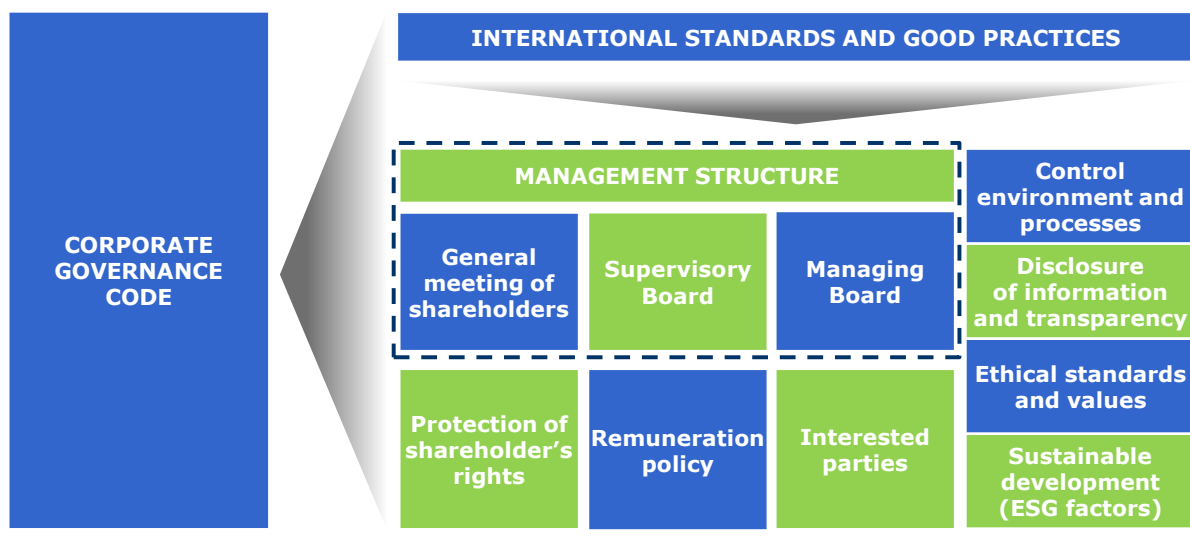 CORPORATE
GOVERNANCE
CODE
INTERNATIONAL STANDARDS AND GOOD PRACTICES
MANAGEMENT STRUCTURE
General
meeting of
shareholders
Supervisory
Board
Managing
Board
Protection of
shareholder’s
rights
Remuneration
policy
Interested
parties
Control
environment and
processes
Disclosure
of information
and transparency
Ethical standards
and values
Sustainable
development
(ESG factors)